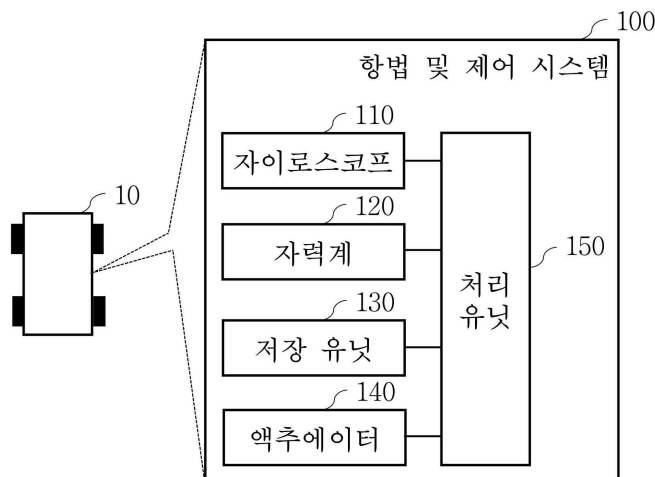 100
항법 및 제어 시스템
110
자이로스코프
10
120
자력계
150
처리
유닛
130
저장 유닛
140
액추에이터